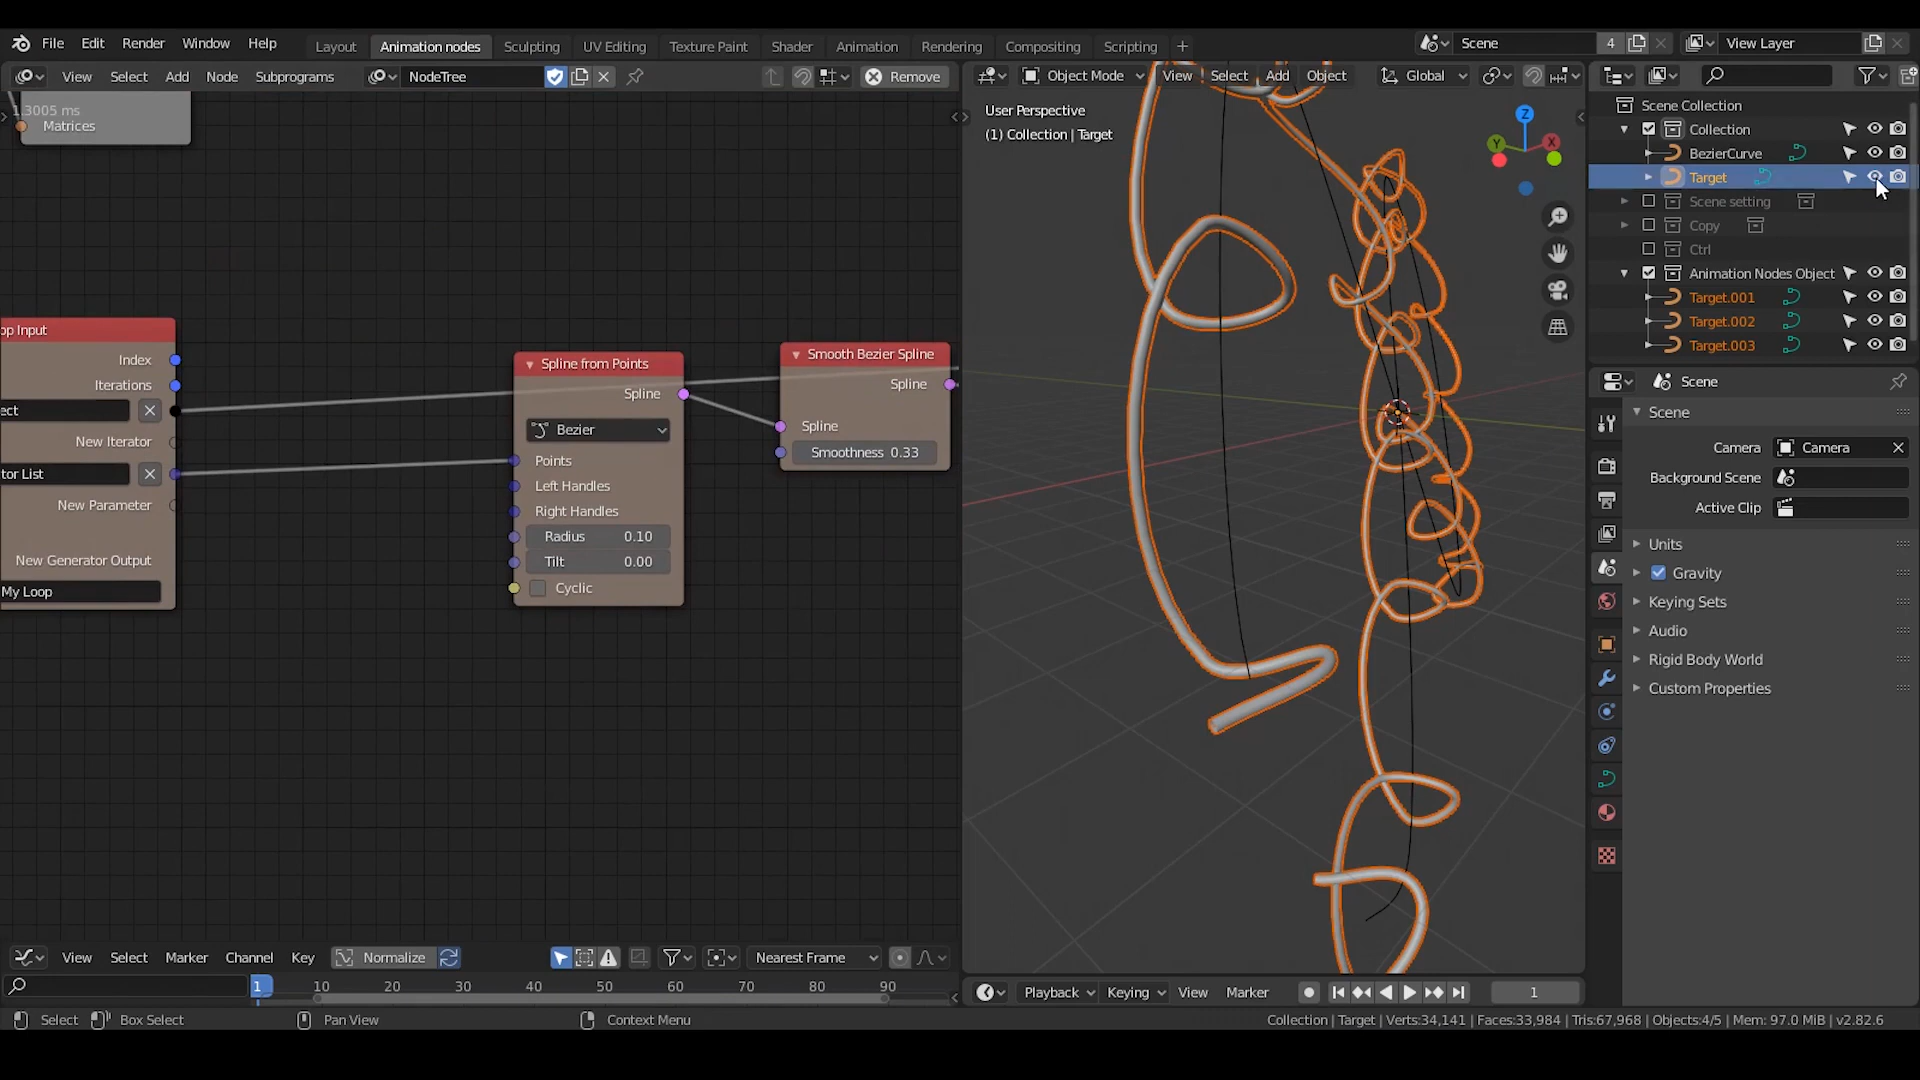 File Edit Render Window Help Layout Animation nodes Sculpting UV Editing Texture Paint Shader Animation Rendering Compositing Scripting + Scene 4 View Layer
View Select Add Node Subprograms NodeTree Remove
Object Mode View Select Add Object Global
1.3005 ms
Matrices
op Input
Index
Iterations
ect
New Iterator
tor List
New Parameter
New Generator Output
My Loop
Spline from Points
Spline
Bezier
Points
Left Handles
Right Handles
Radius 0.10
Tilt 0.00
Cyclic
Smooth Bezier Spline
Spline
Spline
Smoothness 0.33
User Perspective
(1) Collection | Target
Z
Y X
Scene Collection
Collection
BezierCurve
Target
Scene setting
Copy
Ctrl
Animation Nodes Object
Target.001
Target.002
Target.003
Scene
Scene
Camera Camera
Background Scene
Active Clip
Units
Gravity
Keying Sets
Audio
Rigid Body World
Custom Properties
View Select Marker Channel Key Normalize Nearest Frame
1 10 20 30 40 50 60 70 80 90
Playback Keying View Marker 1
Select Box Select Pan View Context Menu
Collection | Target | Verts:34,141 | Faces:33,984 | Tris:67,968 | Objects:4/5 | Mem: 97.0 MiB | v2.82.6